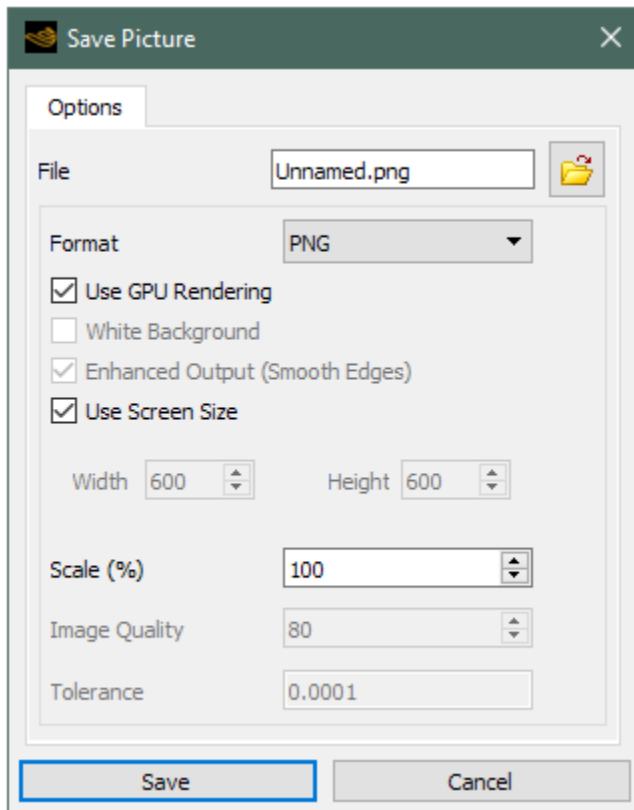 Save Picture
Options
File Unnamed.png
Format PNG
Use GPU Rendering
White Background
Enhanced Output (Smooth Edges)
Use Screen Size
Width 600 Height 600
Scale (%) 100
Image Quality 80
Tolerance 0.0001
Save Cancel